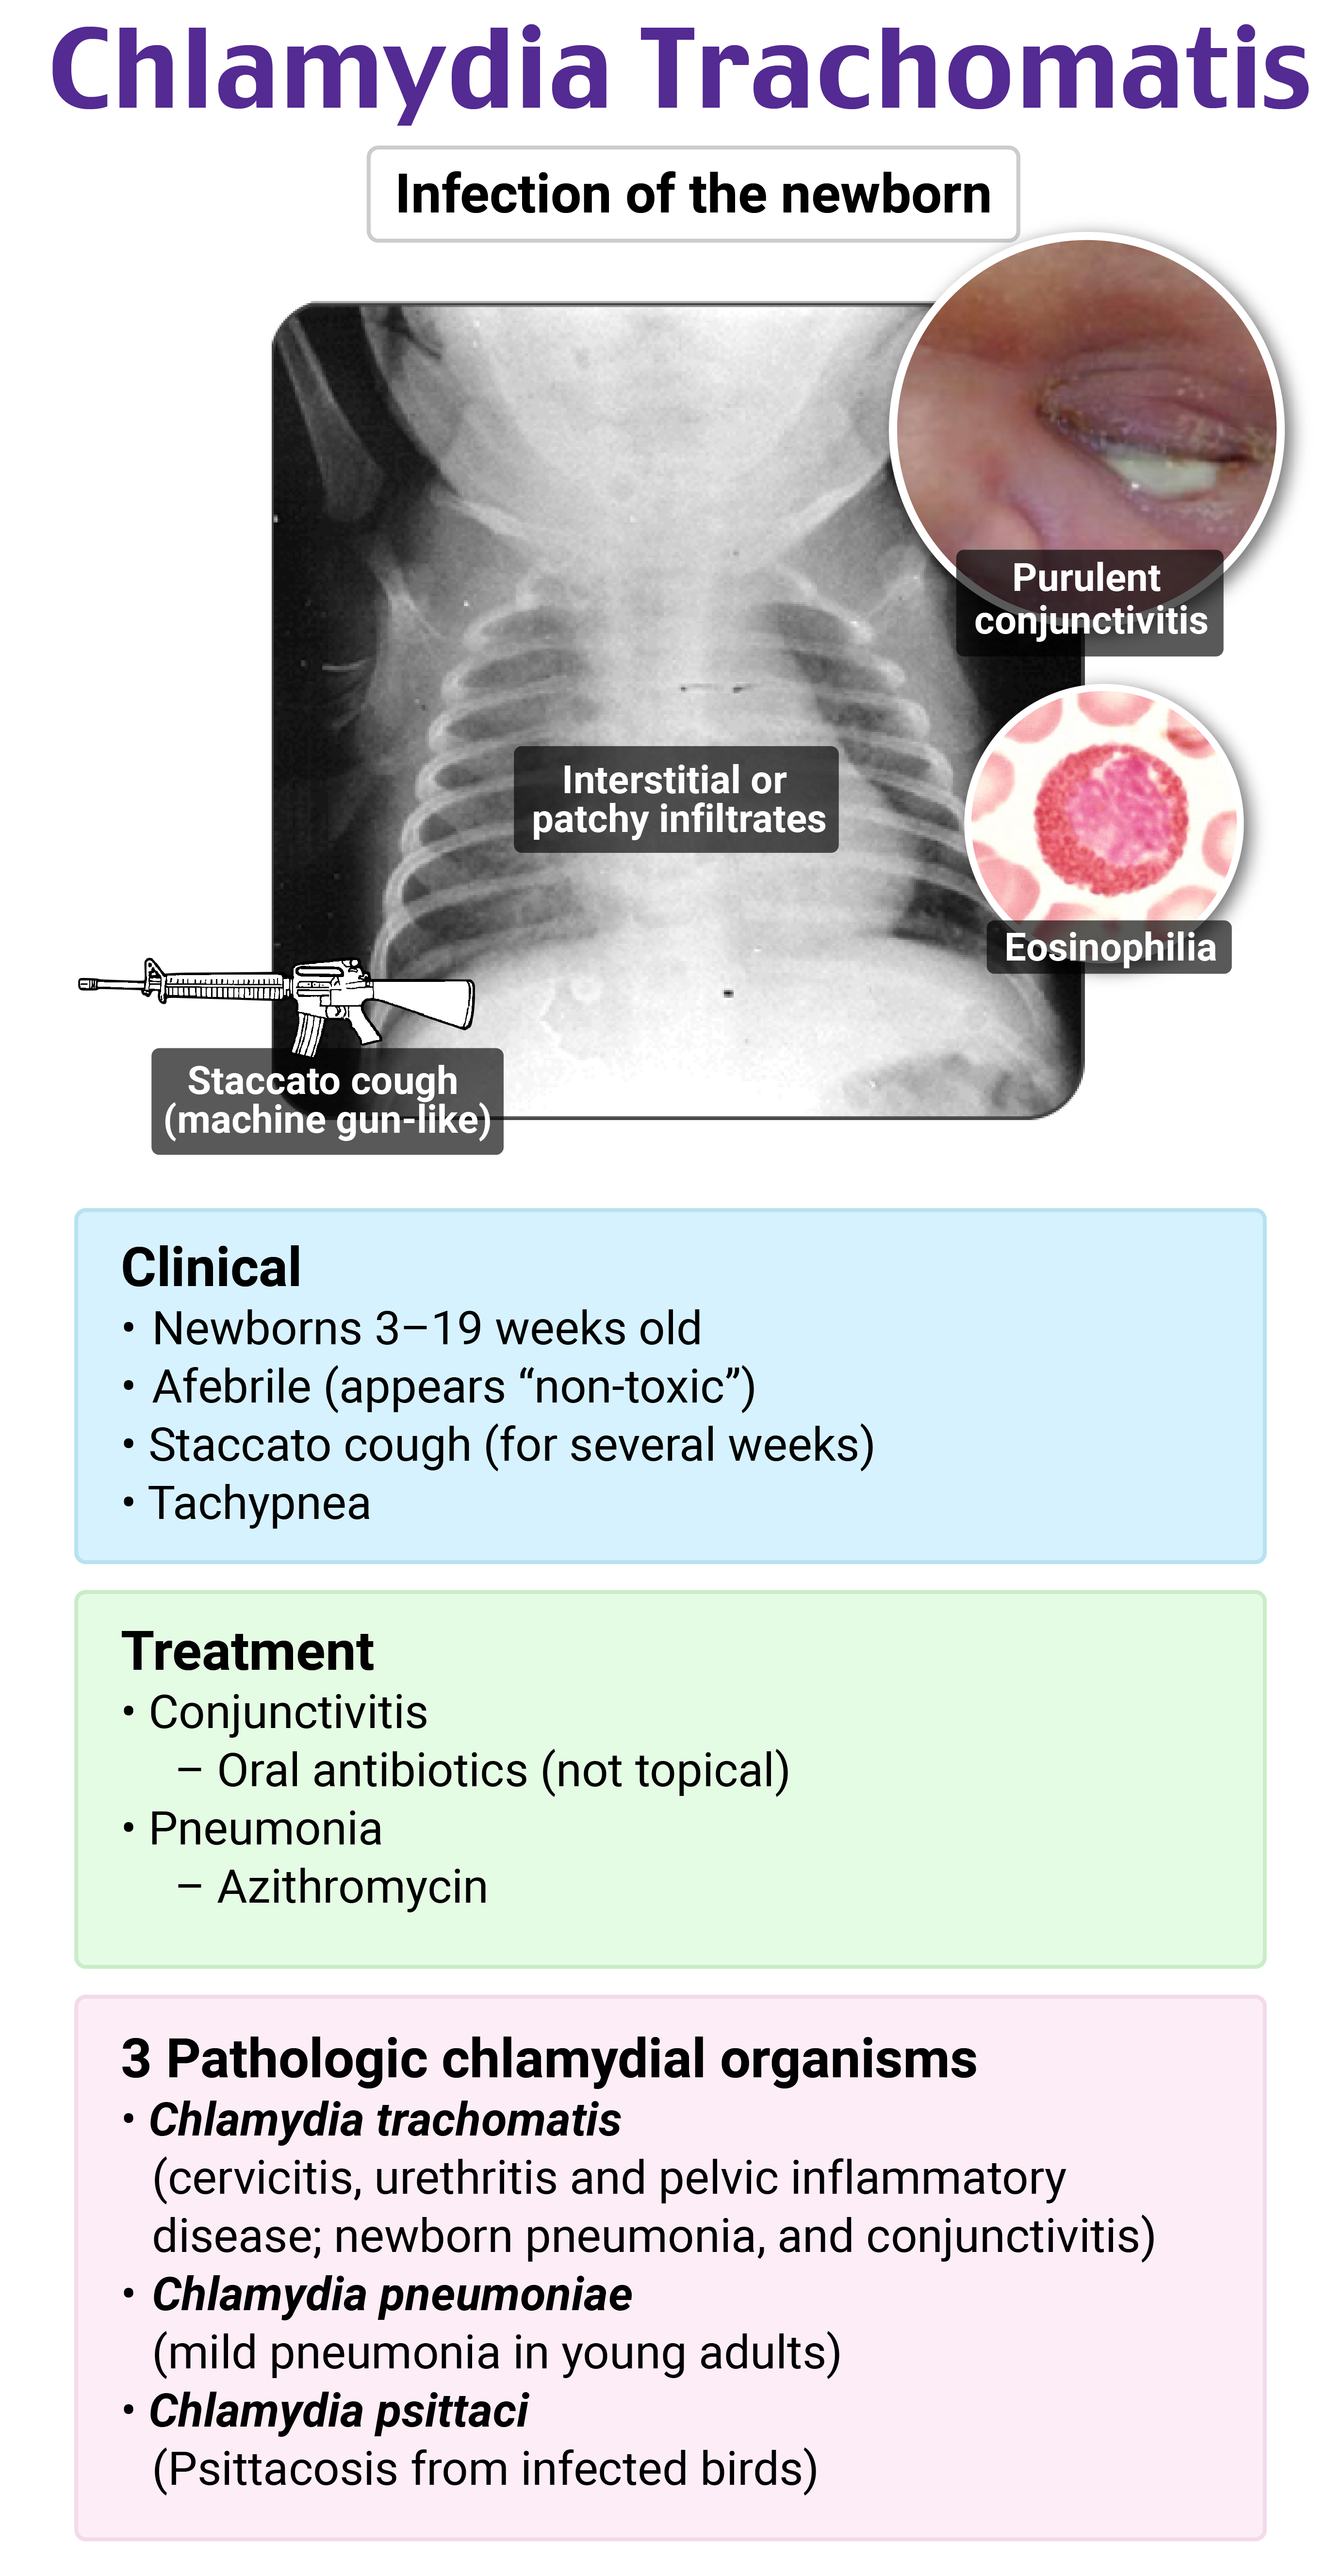 Chlamydia Trachomatis
Infection of the newborn
Purulent
conjunctivitis
Interstitial or
patchy infiltrates
Eosinophilia
Staccato cough
(machine gun-like)
Clinical
• Newborns 3–19 weeks old
• Afebrile (appears “non-toxic”)
• Staccato cough (for several weeks)
• Tachypnea
Treatment
• Conjunctivitis
– Oral antibiotics (not topical)
• Pneumonia
– Azithromycin
3 Pathologic chlamydial organisms
• Chlamydia trachomatis
(cervicitis, urethritis and pelvic inflammatory
disease; newborn pneumonia, and conjunctivitis)
• Chlamydia pneumoniae
(mild pneumonia in young adults)
• Chlamydia psittaci
(Psittacosis from infected birds)